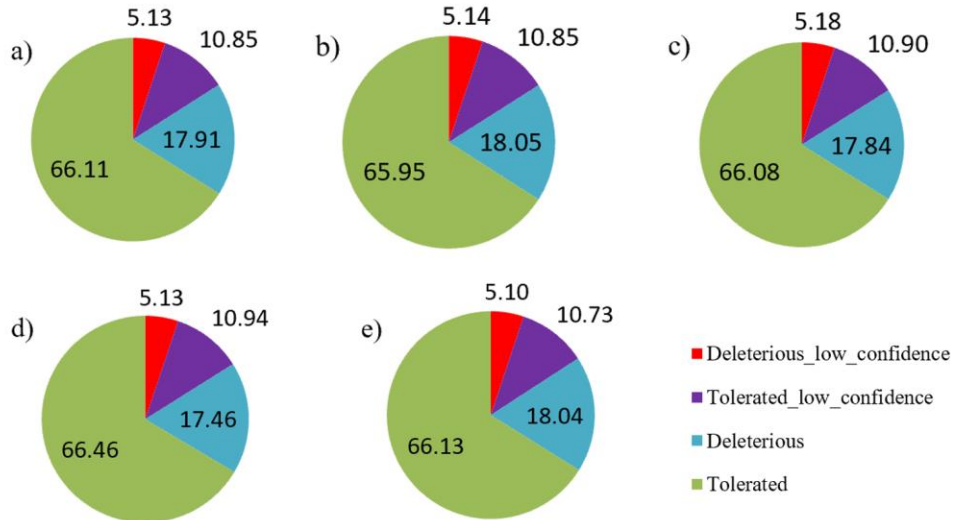 a)
5.13
10.85
17.91
66.11
b)
5.14
10.85
18.05
65.95
c)
5.18
10.90
17.84
66.08
d)
5.13
10.94
17.46
66.46
e)
5.10
10.73
18.04
66.13
Deleterious_low_confidence
Tolerated_low_confidence
Deleterious
Tolerated